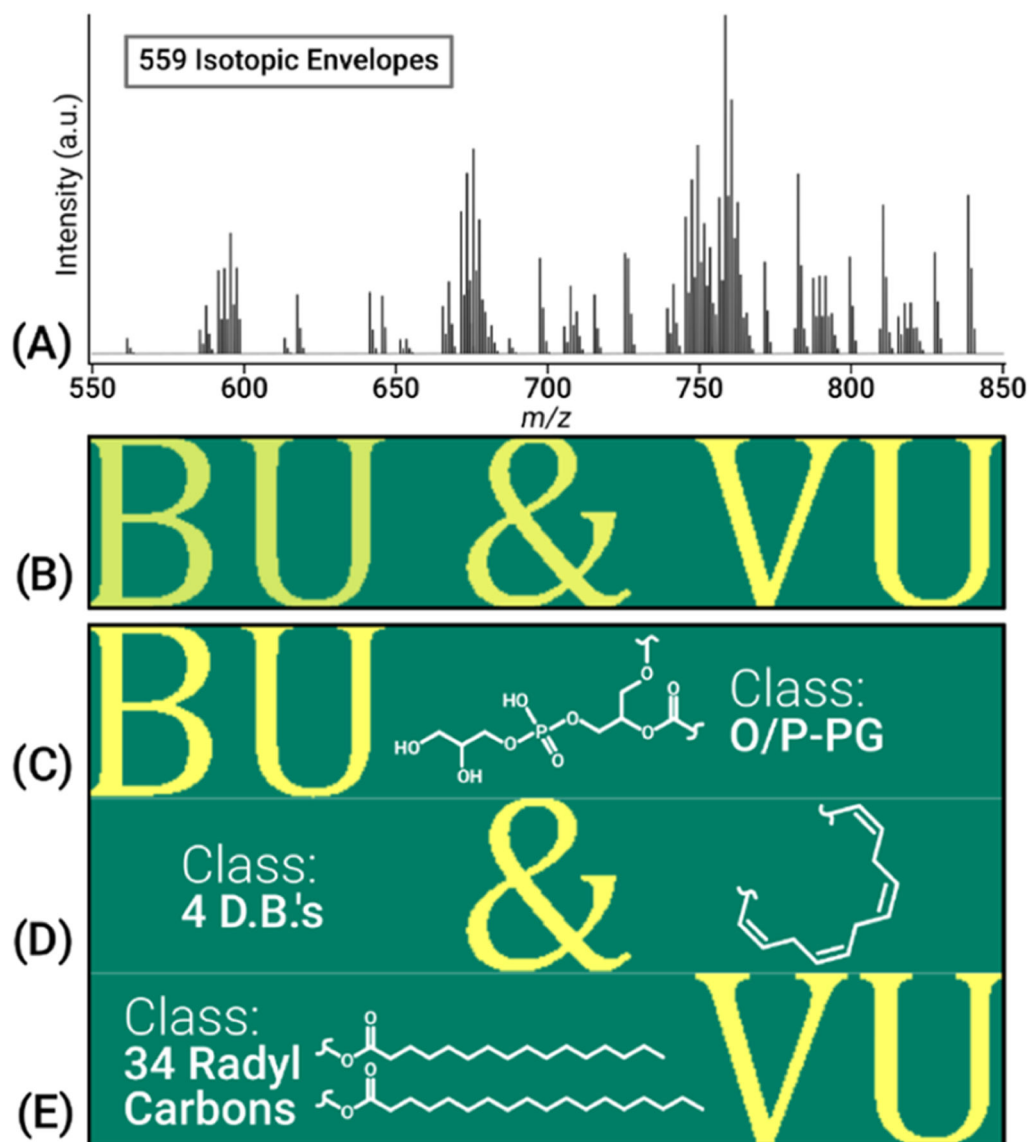 559 Isotopic Envelopes
Intensity (a.u.)
(A)
550 600 650 700 750 800 850
m/z
(B)
BU & VU
(C)
BU
HO
OH
O
HO
P
O
O
O
O
O
Class:
O/P-PG
(D)
Class:
4 D.B.'s
&
(E)
Class:
34 Radyl
Carbons
O
O
O
O
VU